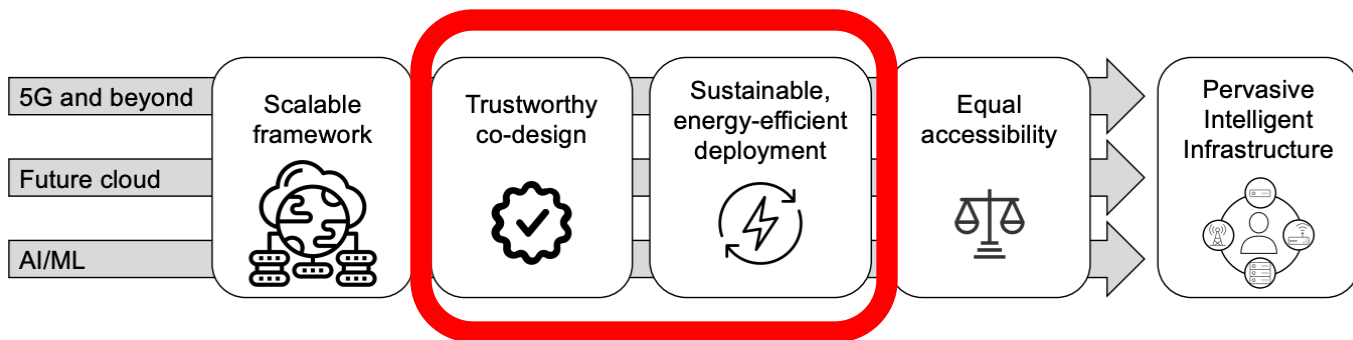 5G and beyond
Future cloud
AI/ML
Scalable
framework
Trustworthy
co-design
Sustainable,
energy-efficient
deployment
Equal
accessibility
Pervasive
Intelligent
Infrastructure